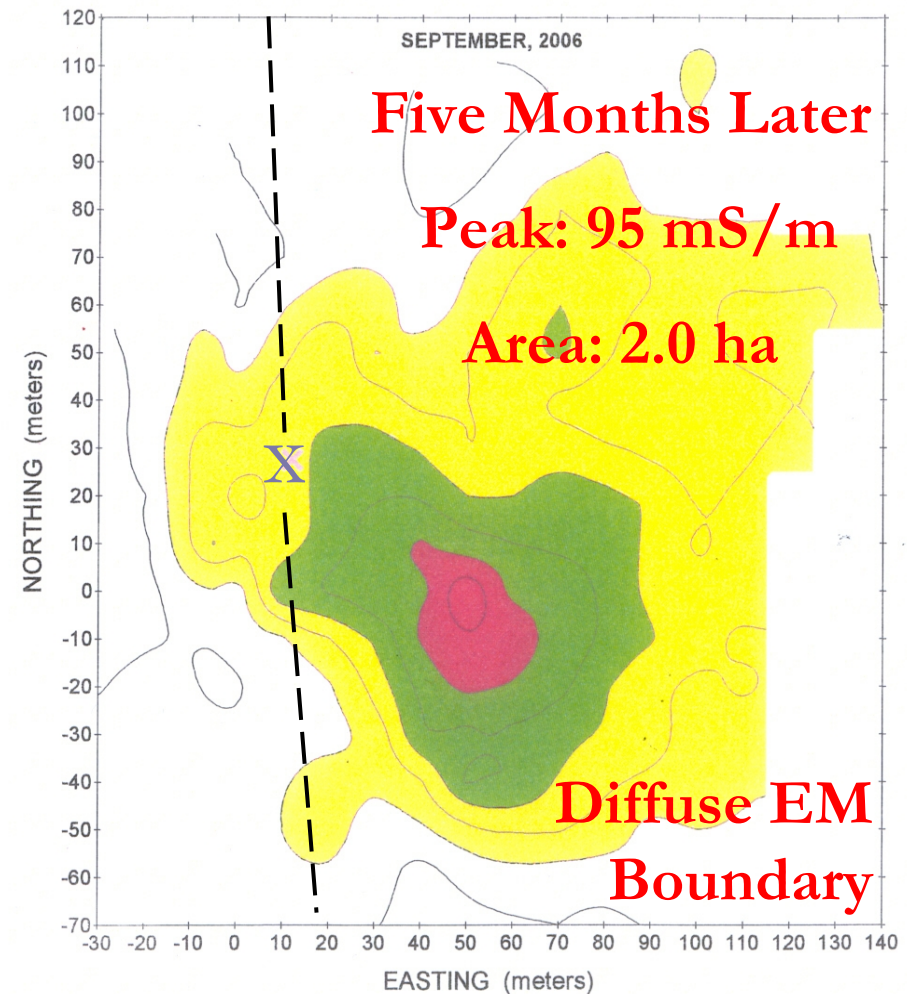 SEPTEMBER, 2006
Five Months Later
Peak: 95 mS/m
Area: 2.0 ha
X
Diffuse EM
Boundary
NORTHING (meters)
120
110
100
90
80
70
60
50
40
30
20
10
0
-10
-20
-30
-40
-50
-60
-70
-30 -20 -10 0 10 20 30 40 50 60 70 80 90 100 110 120 130 140
EASTING (meters)